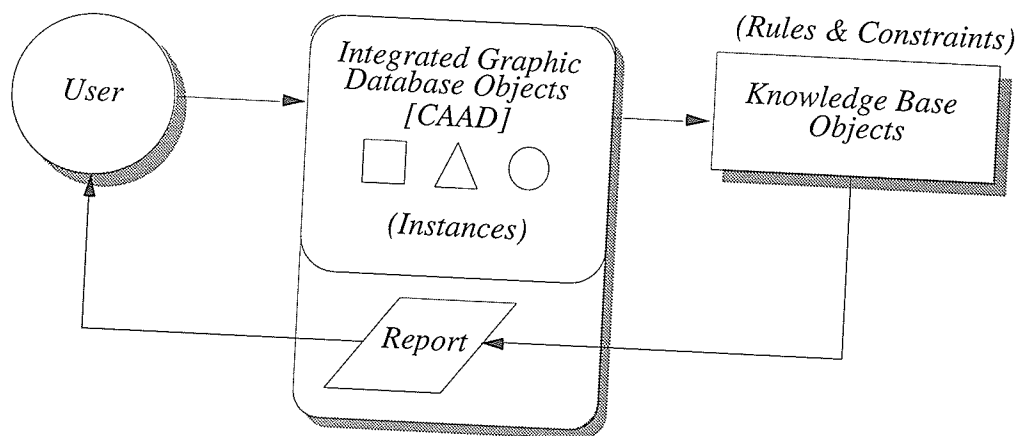 User
Integrated Graphic
Database Objects
[CAAD]
(Instances)
Report
(Rules & Constraints)
Knowledge Base
Objects